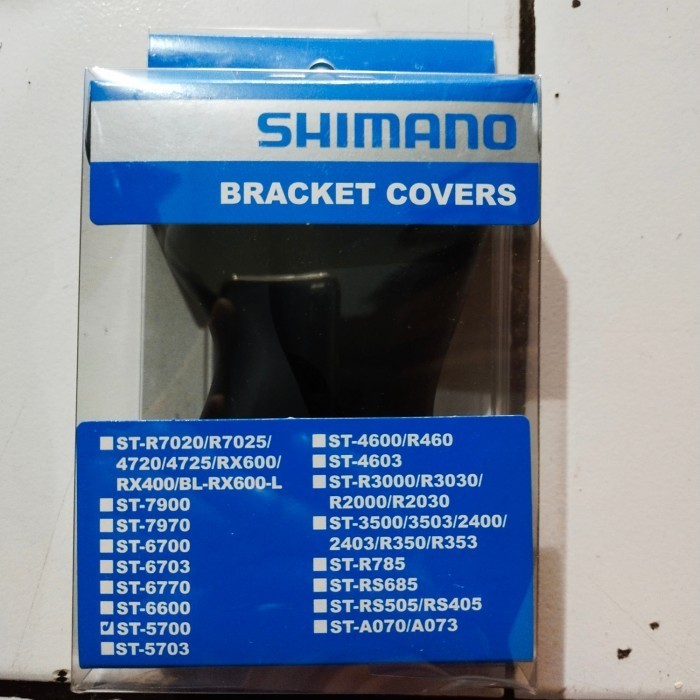 SHIMANO
BRACKET COVERS
ST-R7020/R7025/
4720/4725/RX600/
RX400/BL-RX600-L
ST-7900
ST-7970
ST-6700
ST-6703
ST-6770
ST-6600
ST-5700
ST-5703
ST-4600/R460
ST-4603
ST-R3000/R3030/
R2000/R2030
ST-3500/3503/2400/
2403/R350/R353
ST-R785
ST-RS685
ST-RS505/RS405
ST-A070/A073